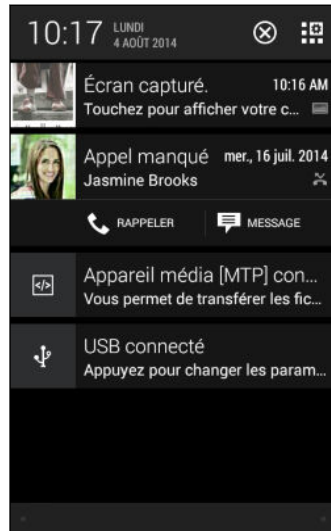 10:17 LUNDI
4 AOÛT 2014
Écran capturé. 10:16 AM
Touchez pour afficher votre c...
Appel manqué mer., 16 juil. 2014
Jasmine Brooks
RAPPELER MESSAGE
Appareil média [MTP] con...
Vous permet de transférer les fic...
USB connecté
Appuyez pour changer les param...